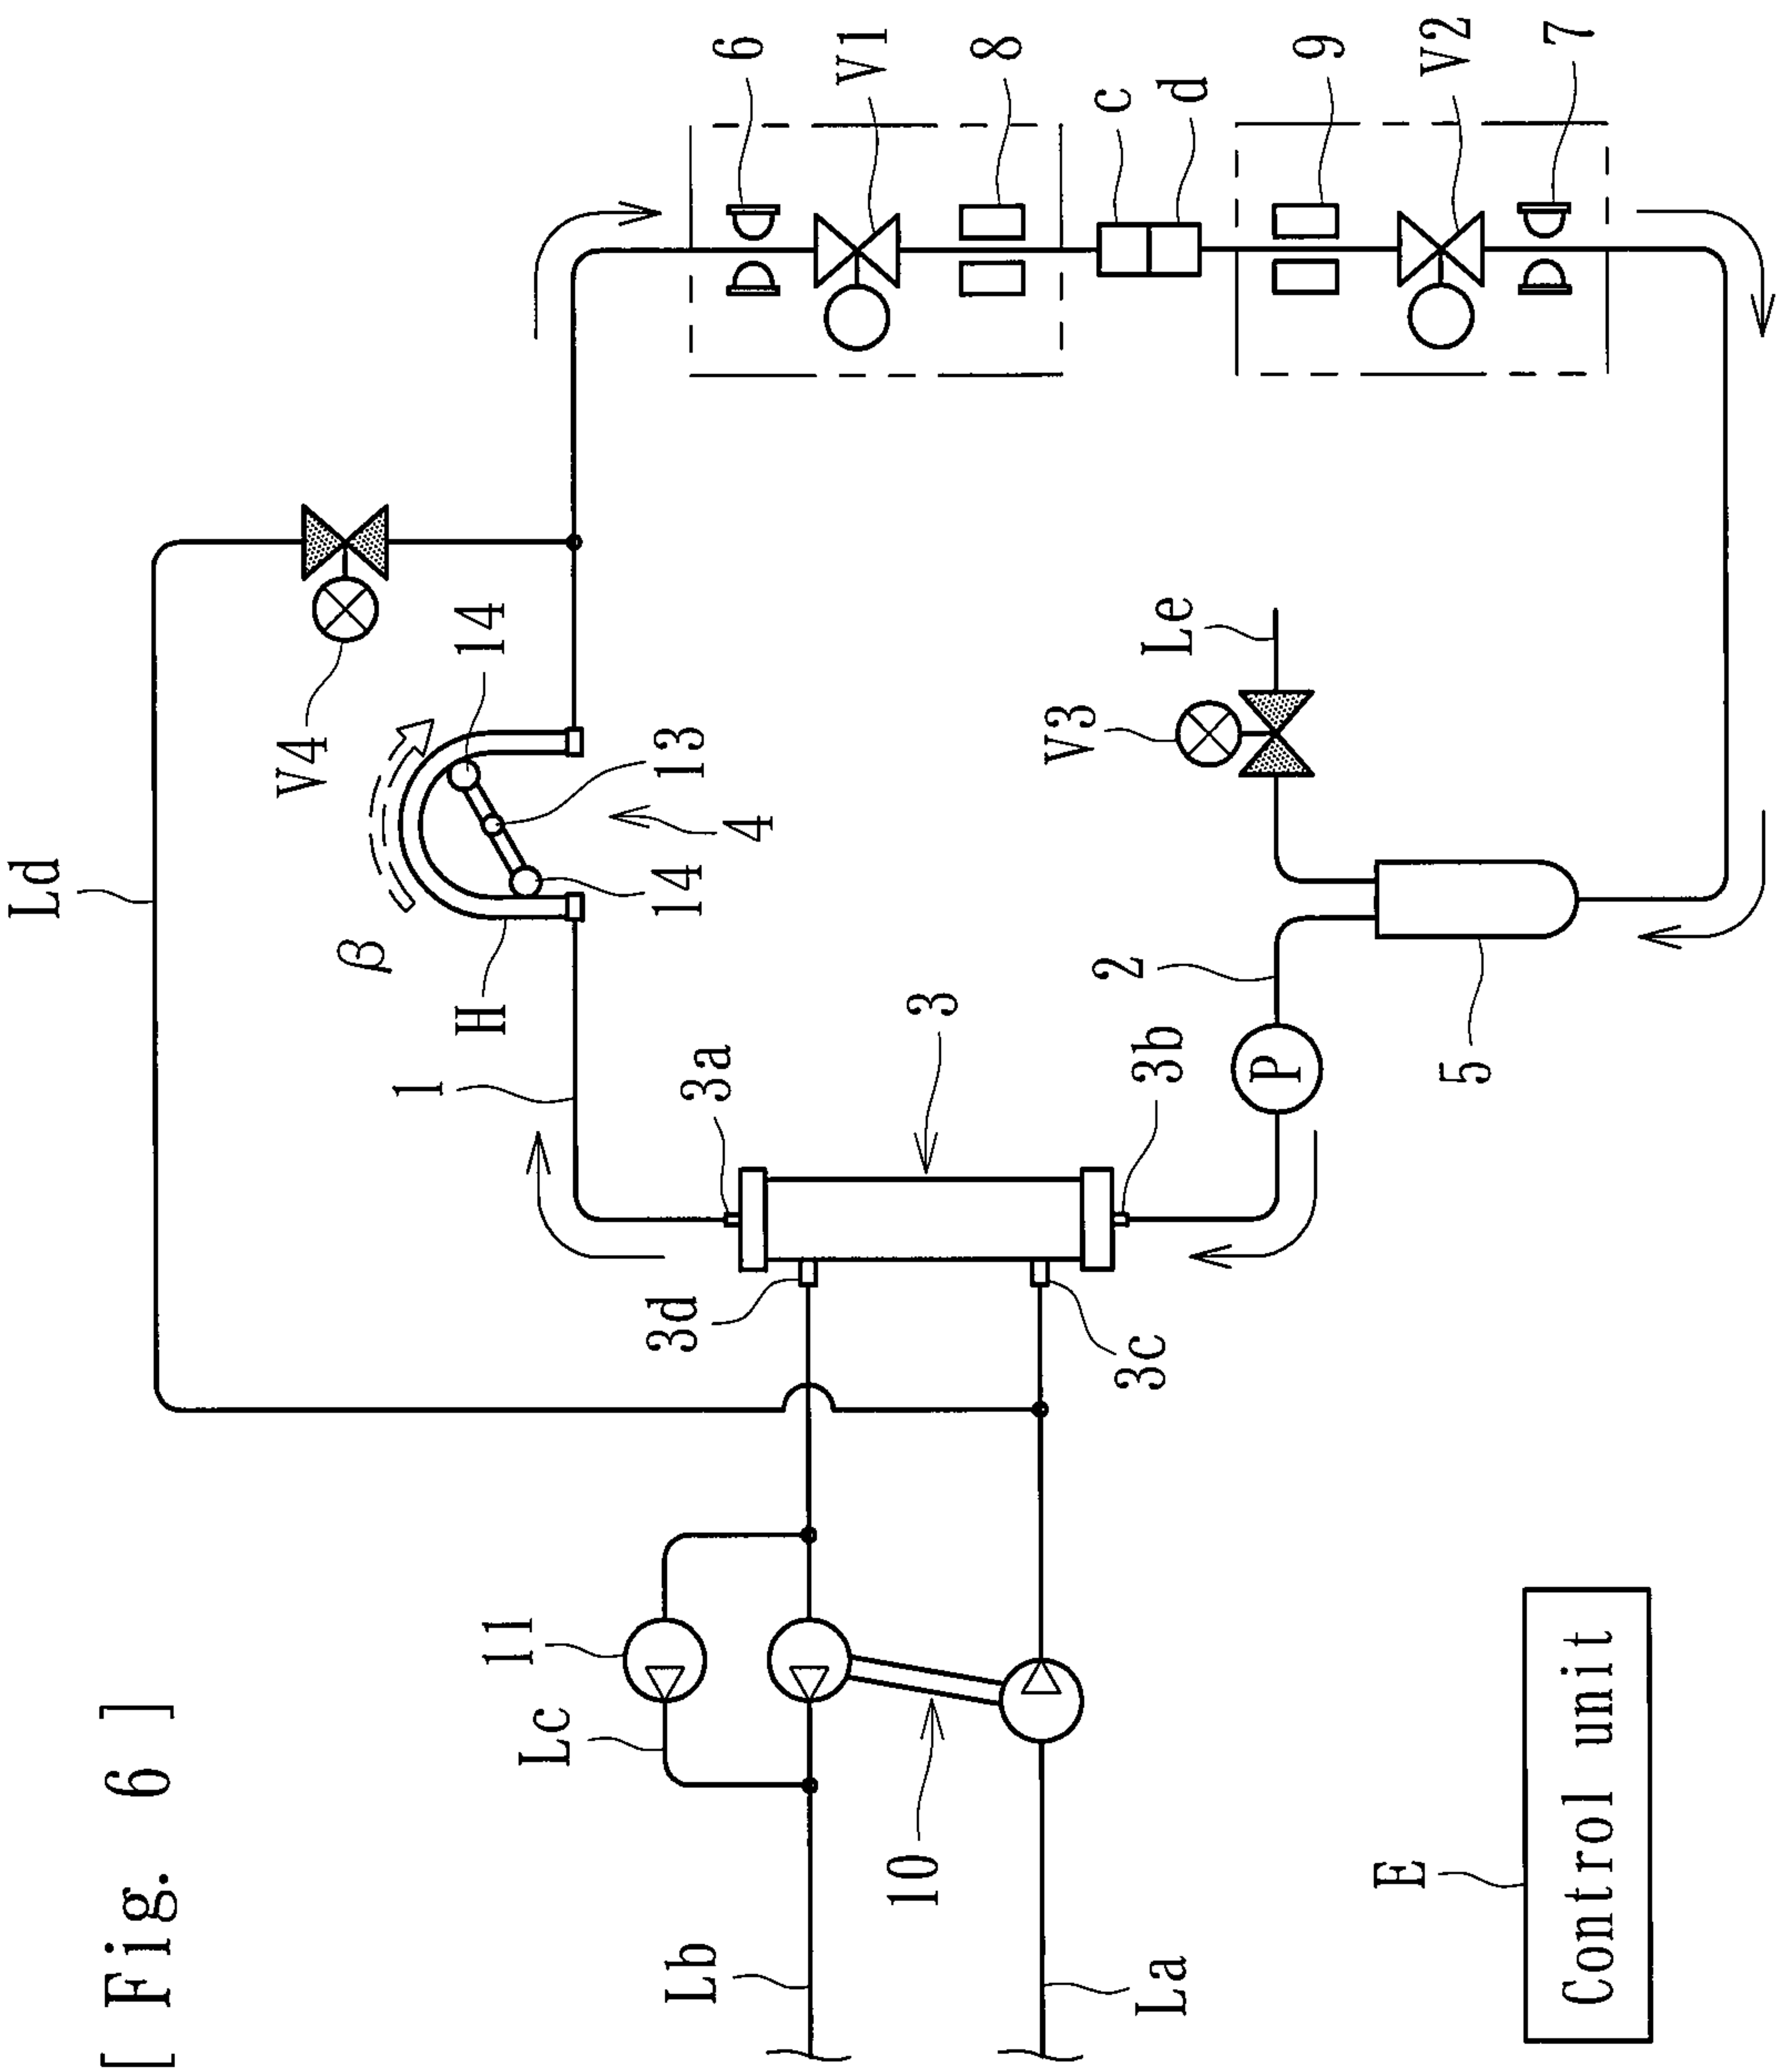 [ Fig. 6 ]
Ld
V4
14
β
13
4
14
H
1
6
V1
8
c
d
9
V2
7
Le
V3
2
P
5
3
3a
3b
3d
3c
11
Lc
10
Lb
La
E
Control unit